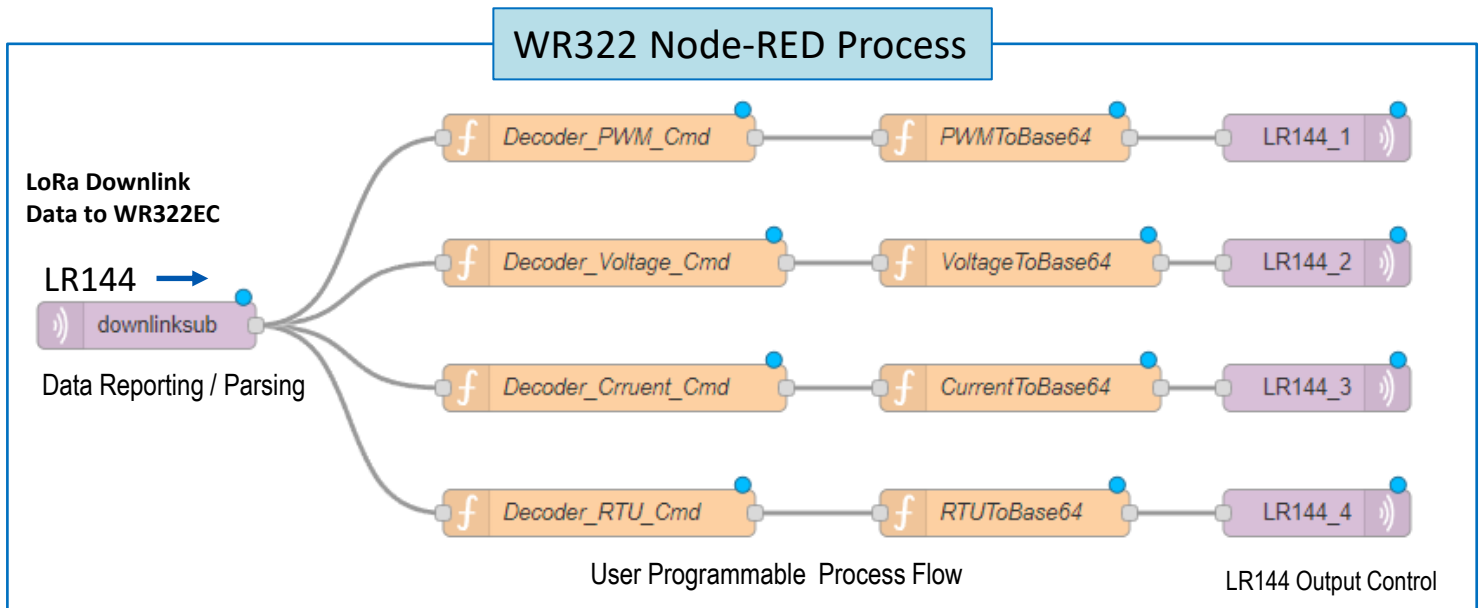 WR322 Node-RED Process
LoRa Downlink
Data to WR322EC
LR144
downlinksub
Data Reporting / Parsing
Decoder_PWM_Cmd
PWMToBase64
LR144_1
Decoder_Voltage_Cmd
VoltageToBase64
LR144_2
Decoder_Crruent_Cmd
CurrentToBase64
LR144_3
Decoder_RTU_Cmd
RTUToBase64
LR144_4
User Programmable Process Flow
LR144 Output Control